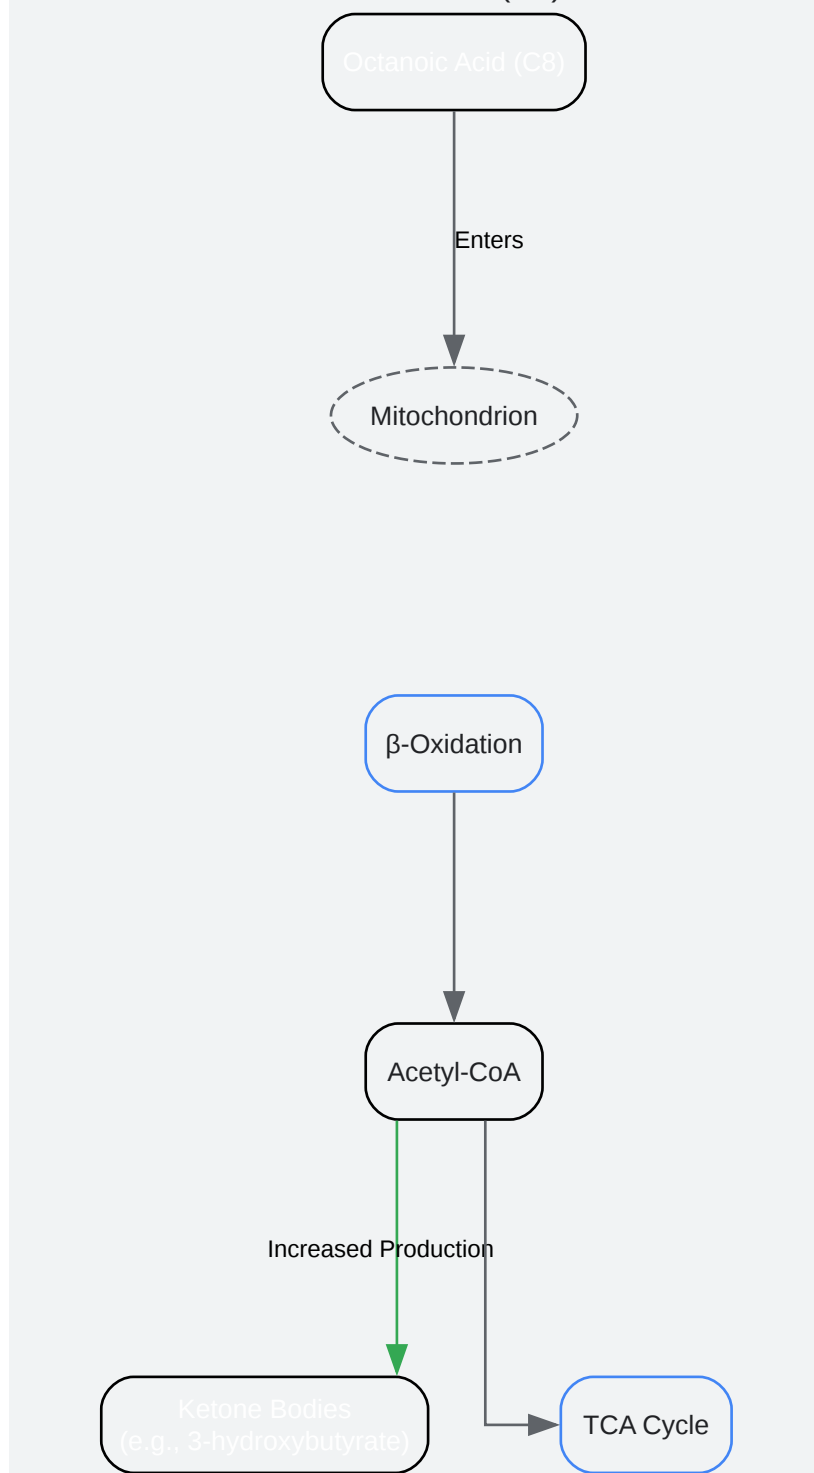 Octanoic Acid (C8)
Enters
Mitochondrion
β-Oxidation
Acetyl-CoA
Increased Production
Ketone Bodies
(e.g., 3-hydroxybutyrate)
TCA Cycle